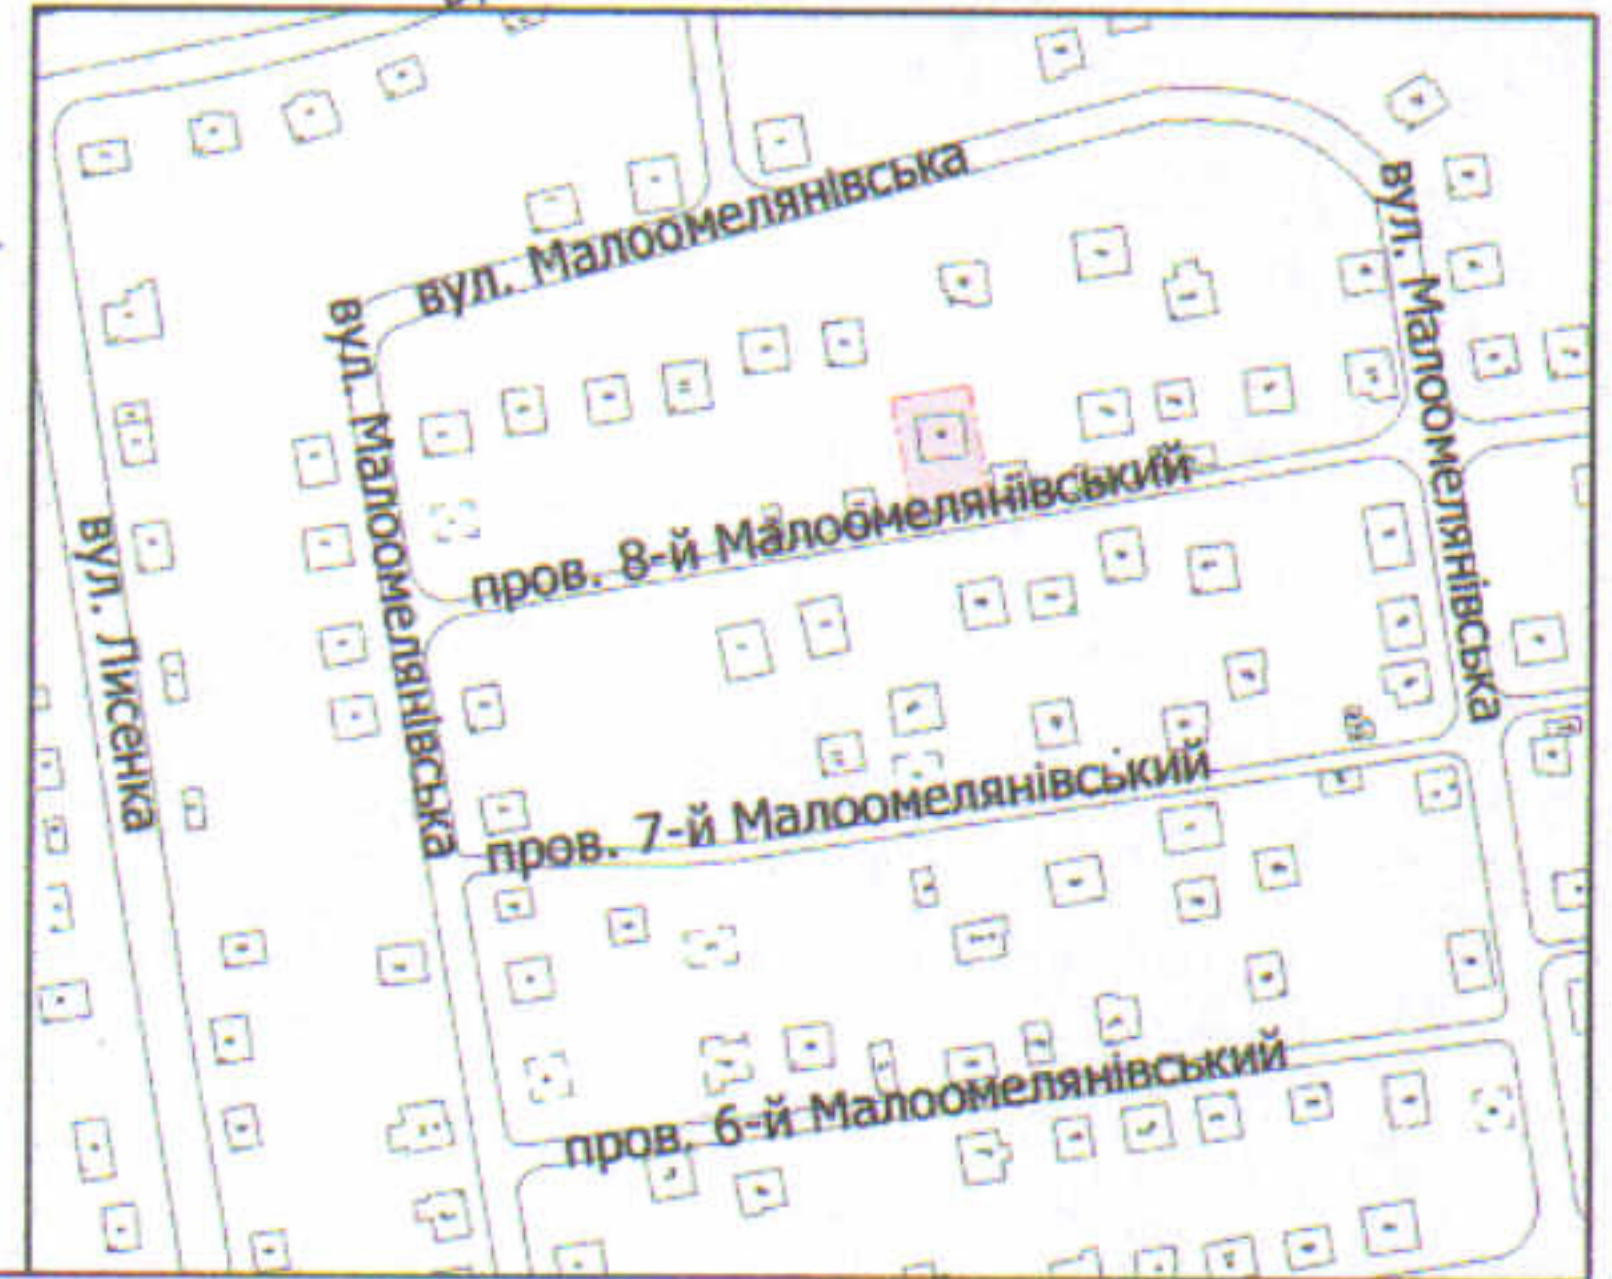 вул. Малоомелянівська
вул. Малоомелянівська
вул. Малоомелянівська
пров. 8-й Малоомелянівський
вул. Лисенка
пров. 7-й Малоомелянівський
пров. 6-й Малоомелянівський